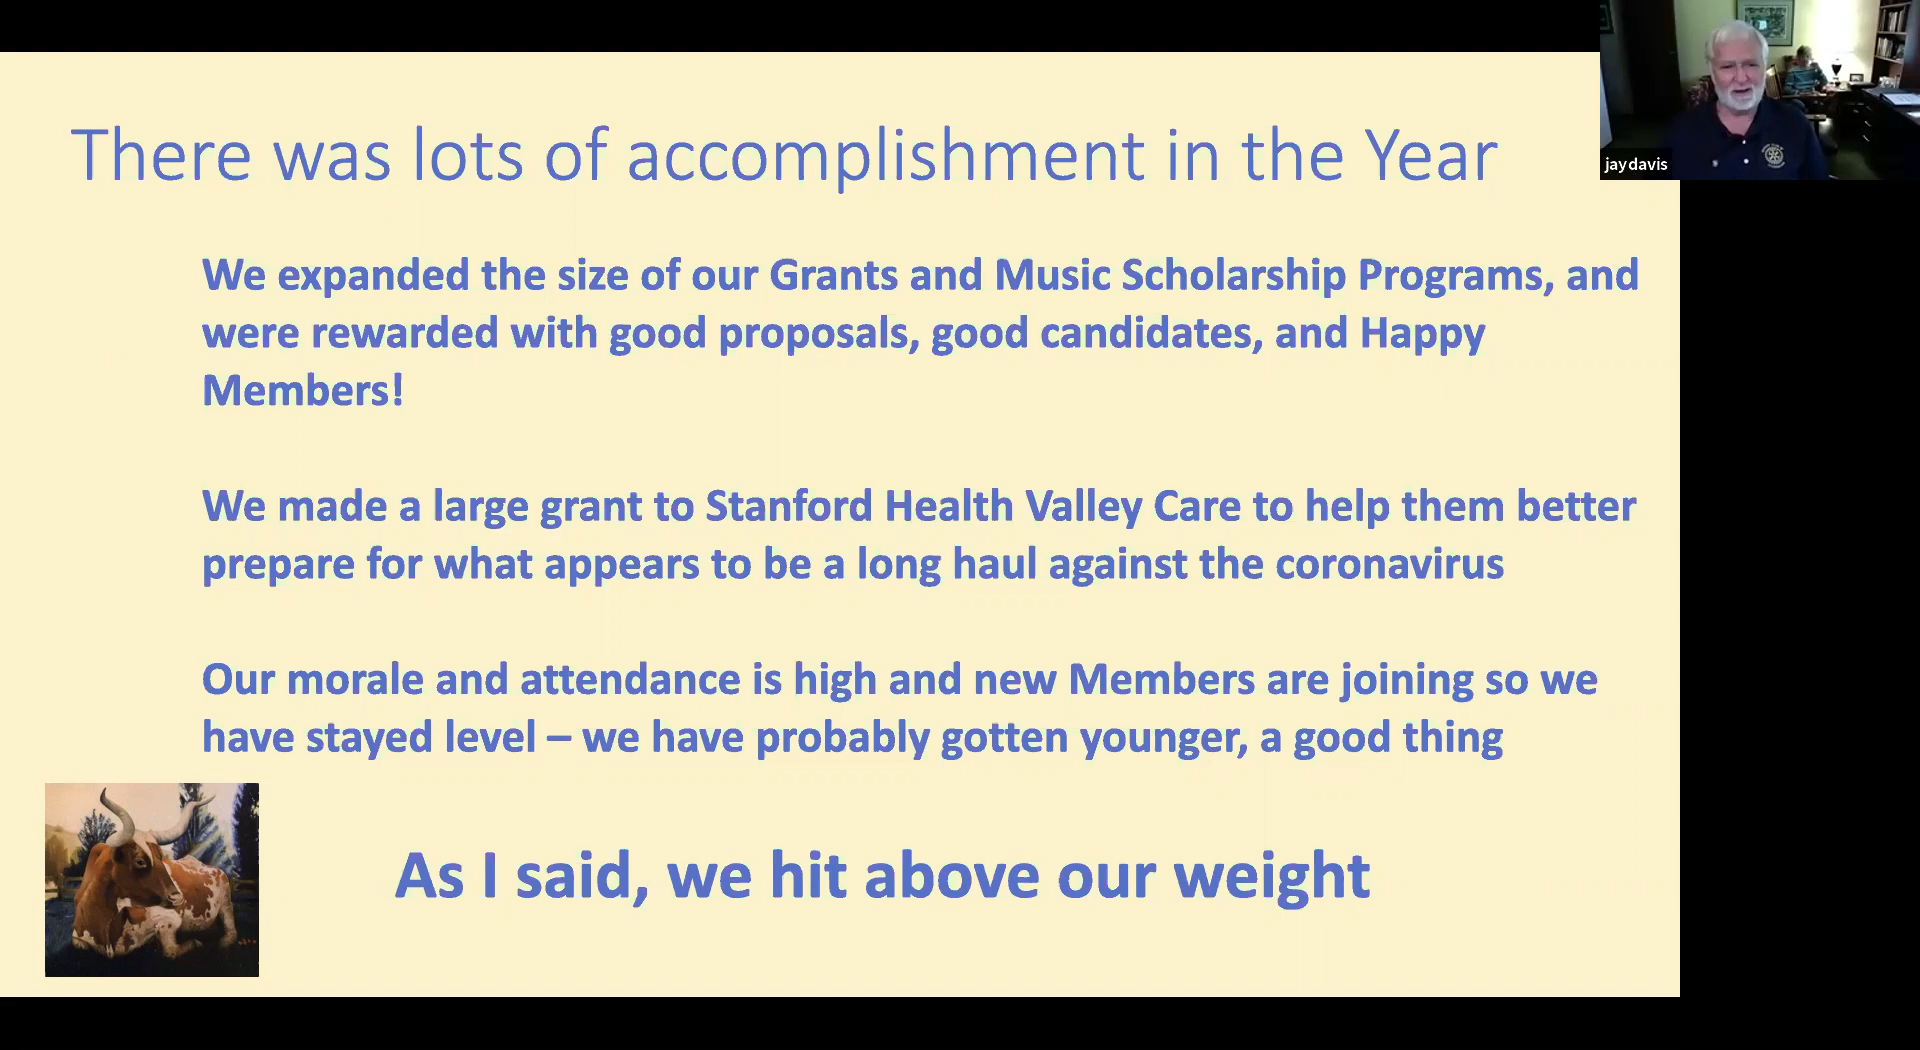 There was lots of accomplishment in the Year
jaydavis
We expanded the size of our Grants and Music Scholarship Programs, and
were rewarded with good proposals, good candidates, and Happy
Members!
We made a large grant to Stanford Health Valley Care to help them better
prepare for what appears to be a long haul against the coronavirus
Our morale and attendance is high and new Members are joining so we
have stayed level – we have probably gotten younger, a good thing
As I said, we hit above our weight